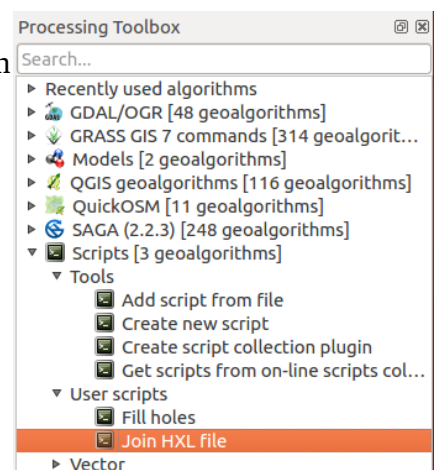 Processing Toolbox
n
Search...
Recently used algorithms
GDAL/OGR [48 geoalgorithms]
GRASS GIS 7 commands [314 geoalgorit...
Models [2 geoalgorithms]
QGIS geoalgorithms [116 geoalgorithms]
QuickOSM [11 geoalgorithms]
SAGA (2.2.3) [248 geoalgorithms]
Scripts [3 geoalgorithms]
Tools
Add script from file
Create new script
Create script collection plugin
Get scripts from on-line scripts col...
User scripts
Fill holes
Join HXL file
Vector